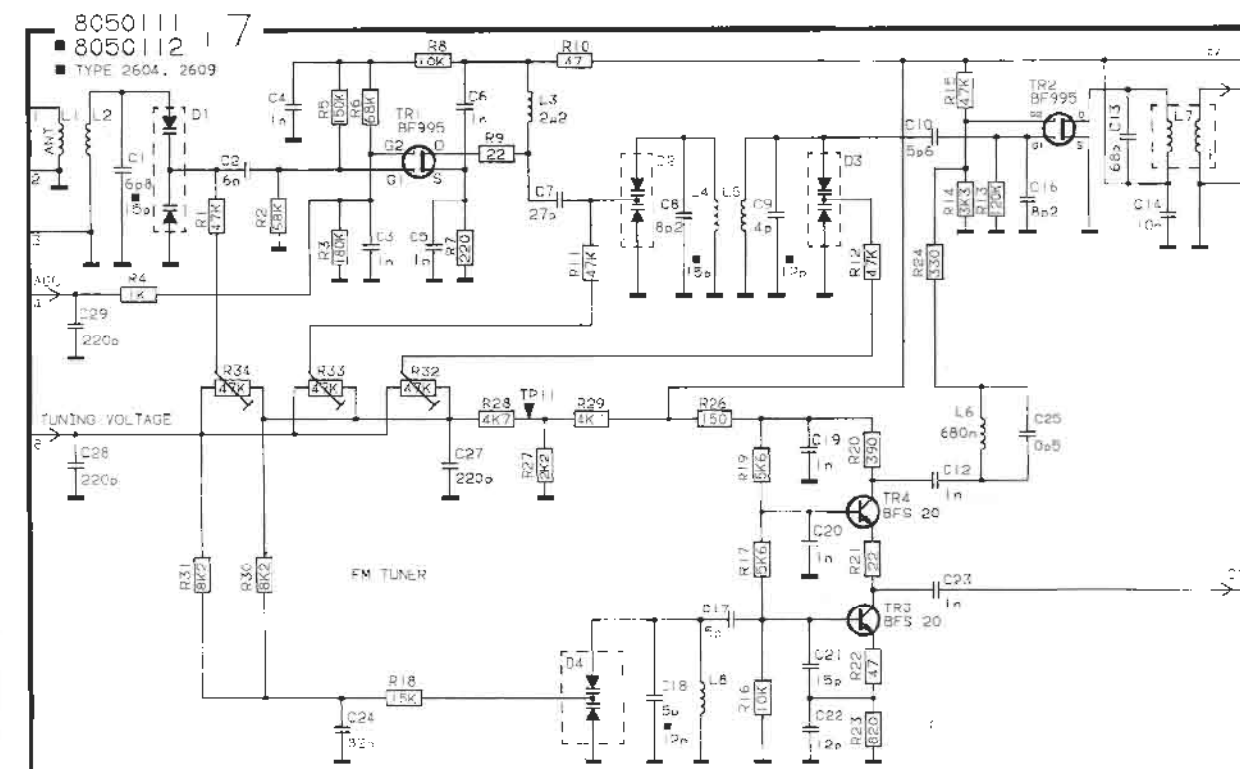 8050111
■ 8050112 , 7
■ TYPE 2604, 2609
R8
10K
R10
47
C4
1n
R5
R6
68K
TR1
BF995
C6
1n
L3
2µ2
R15
47K
TR2
BF995
C13
68p
L7
ANT
L1
L2
D1
C1
6p8
■
15p
C2
6p
G2
D
G1
S
R9
22
C10
5p6
D2
D3
G1
S
R1
47K
R2
68K
C7
27p
C8
8p2
■
15p
L4
L5
C9
4p
■
12p
R14
3K3
R13
120K
C16
8p2
C14
10n
2
3
R3
180K
C3
1n
C5
1n
R7
220
R11
47K
R12
47K
R24
330
AGC
R4
1K
C29
220p
R34
47K
R33
47K
R32
47K
TUNING VOLTAGE
R28
4K7
TP11
R29
4K
R26
150
L6
680n
C25
0p5
C28
220p
C27
220p
R27
2K2
R19
5K6
C19
1n
R20
390
C12
1n
TR4
BFS 20
C20
1n
R17
5K6
R21
22
R31
8K2
R30
8K2
FM TUNER
C23
1n
TR3
BFS 20
C17
5p
D4
C18
5p
■
12p
L8
R16
10K
C21
15p
R22
47
R18
15K
C24
C22
12p
R23
820